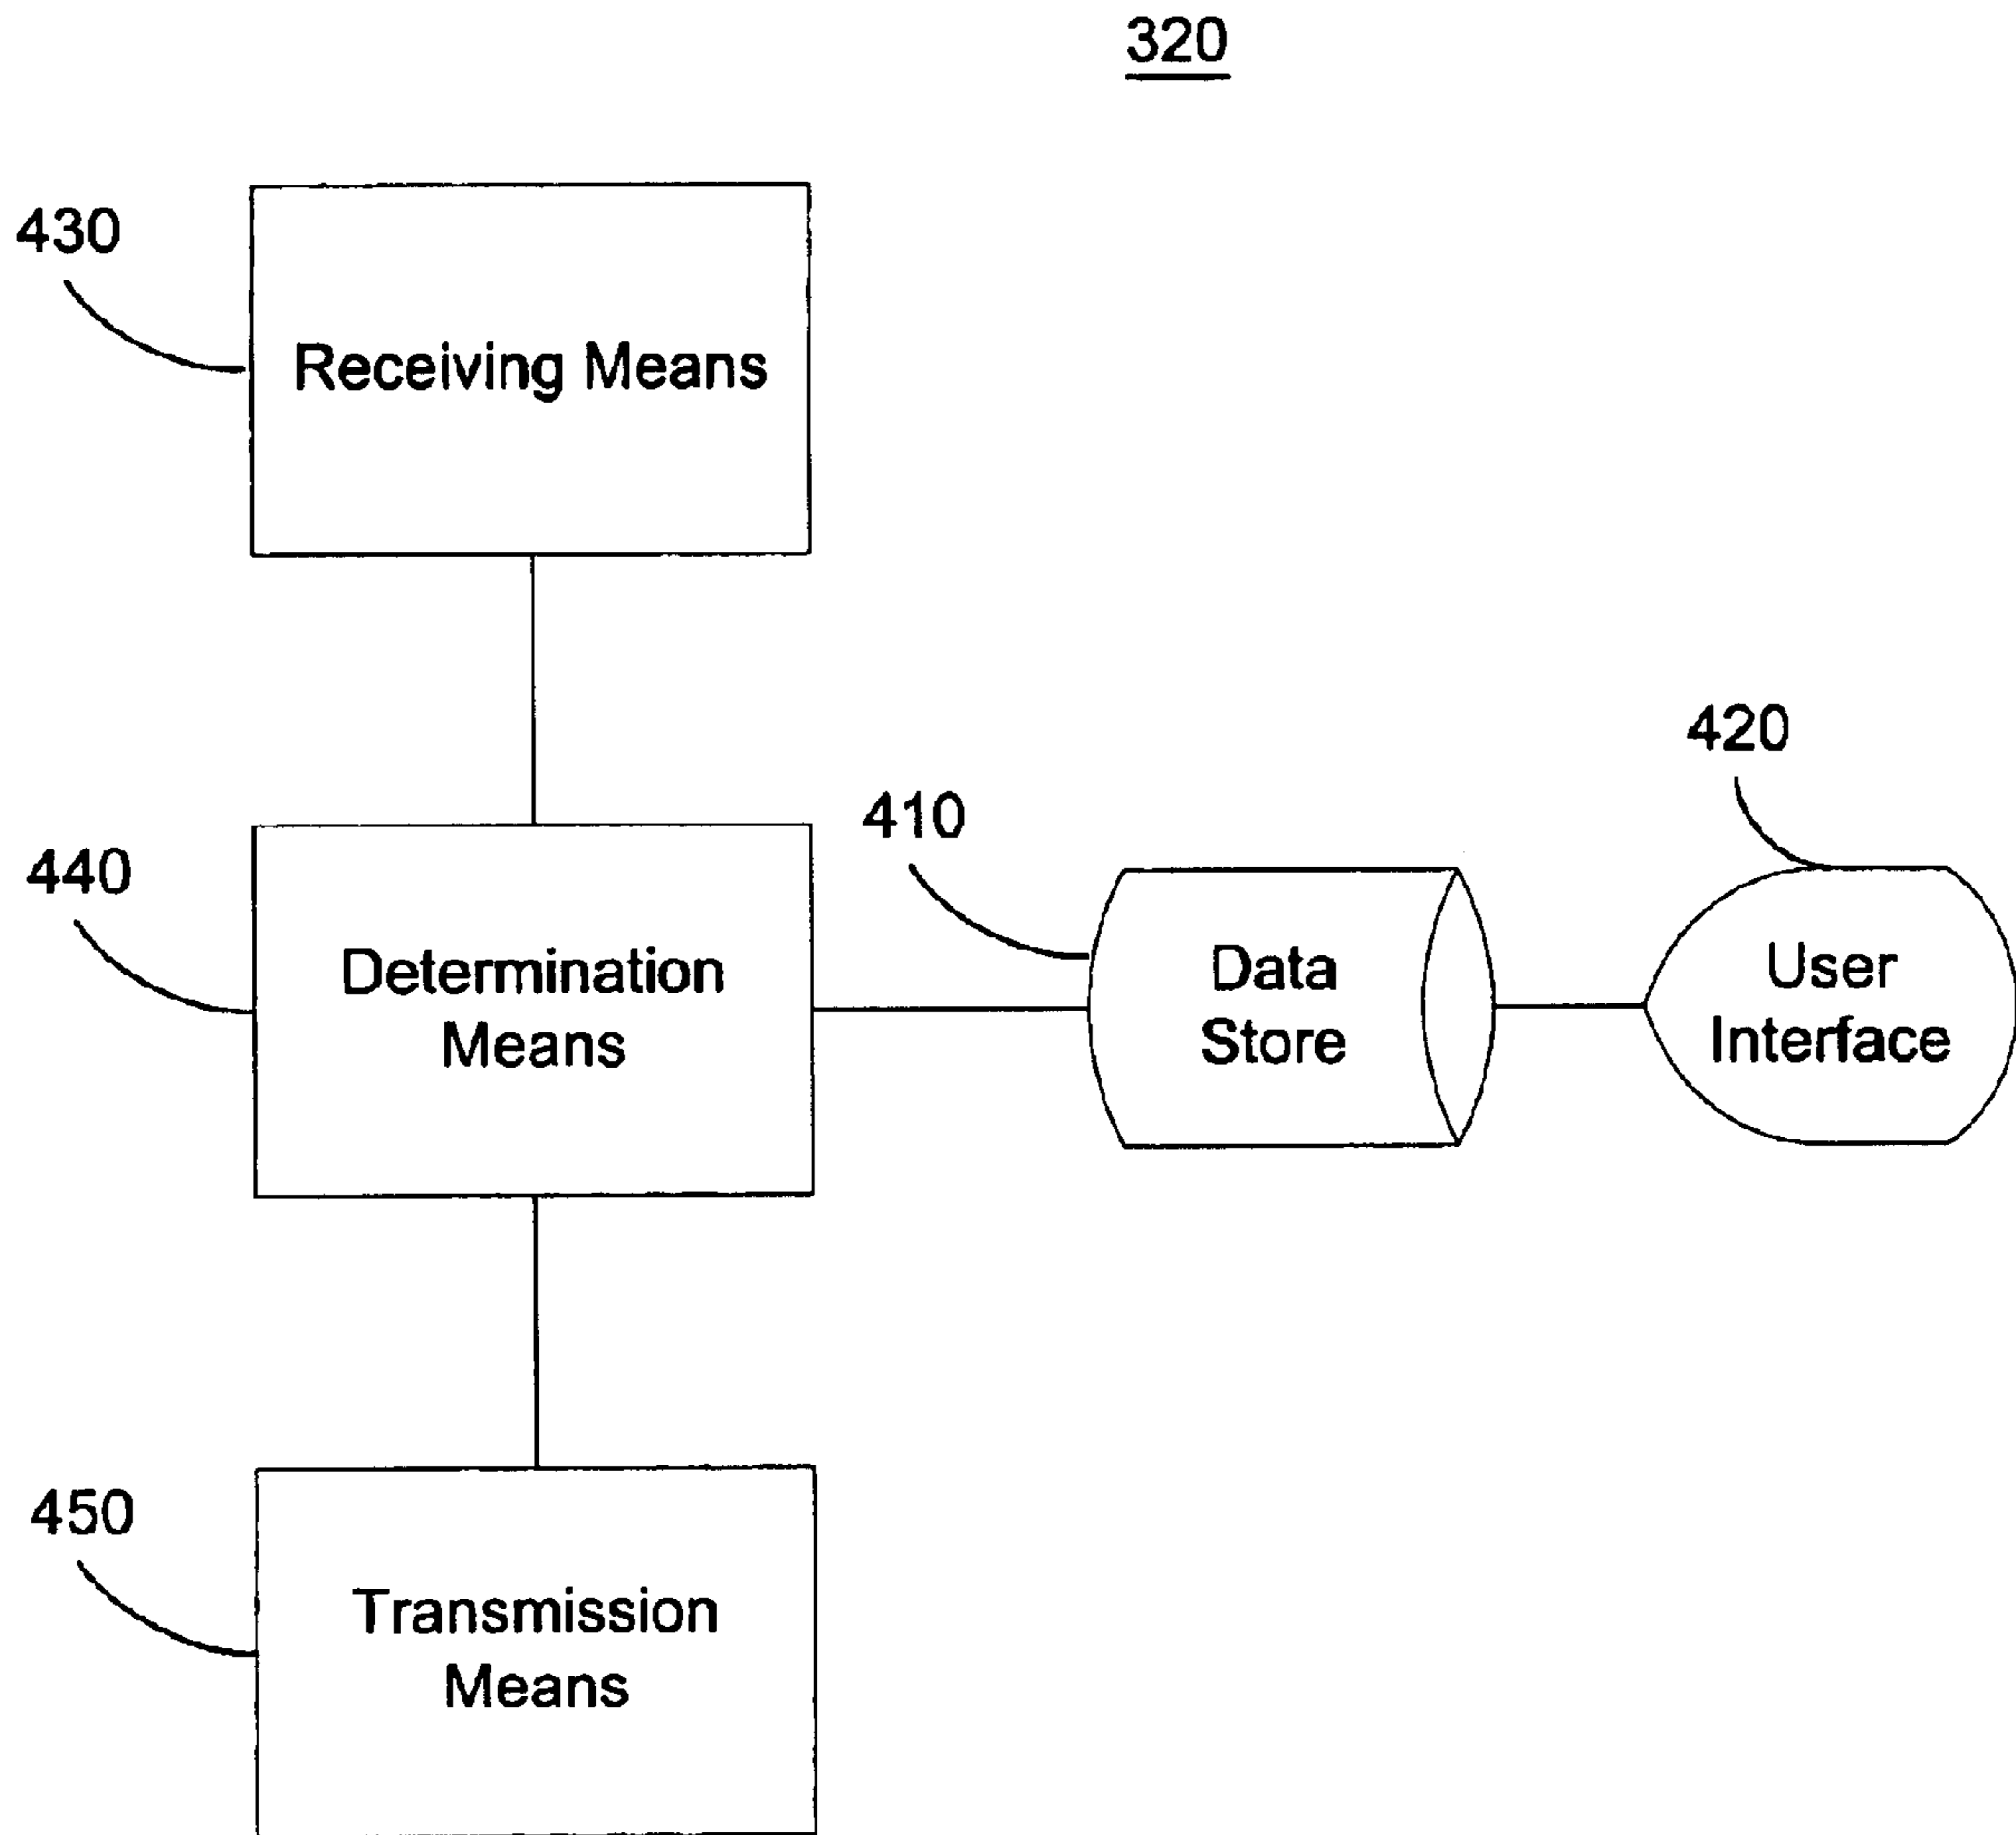 320
430
Receiving Means
440
Determination
Means
410
Data
Store
420
User
Interface
450
Transmission
Means